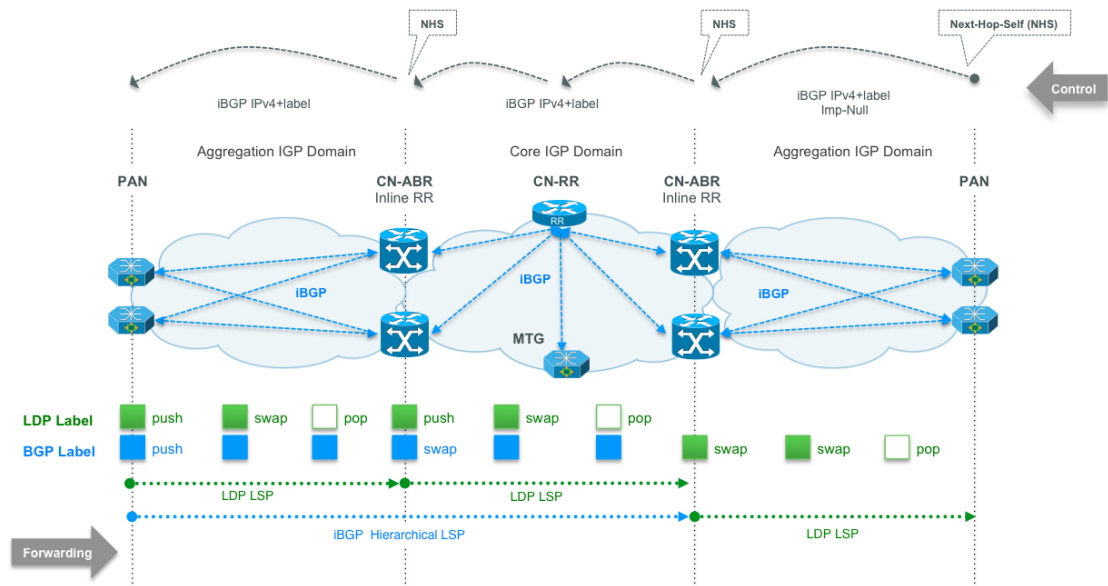 NHS
NHS
Next-Hop-Self (NHS)
Control
iBGP IPv4+label
iBGP IPv4+label
iBGP IPv4+label
Imp-Null
Aggregation IGP Domain
Core IGP Domain
Aggregation IGP Domain
PAN
CN-ABR
Inline RR
CN-RR
CN-ABR
Inline RR
PAN
RR
iBGP
iBGP
iBGP
MTG
LDP Label
push
swap
pop
push
swap
pop
BGP Label
push
swap
swap
swap
pop
LDP LSP
LDP LSP
iBGP Hierarchical LSP
LDP LSP
Forwarding